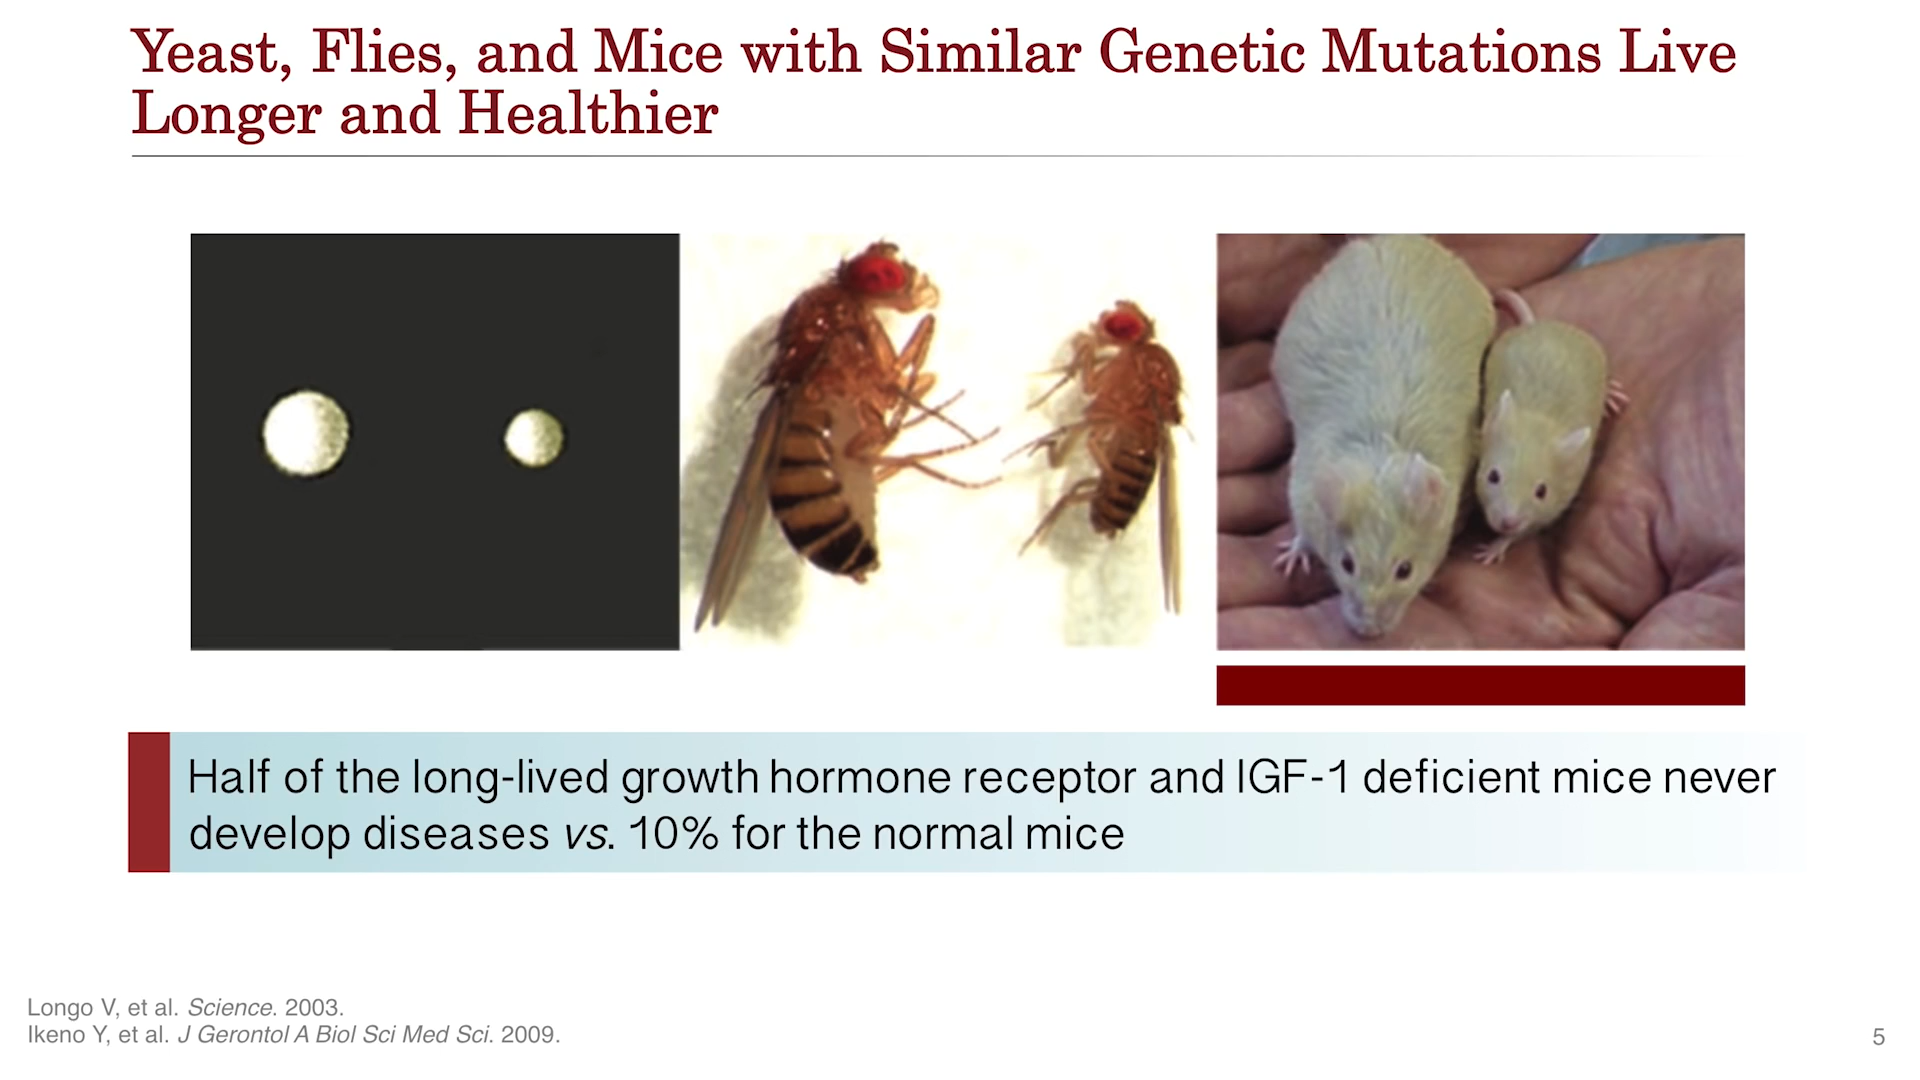 Yeast, Flies, and Mice with Similar Genetic Mutations Live
Longer and Healthier
Half of the long-lived growth hormone receptor and IGF-1 deficient mice never
develop diseases vs. 10% for the normal mice
Longo V, et al. Science. 2003.
Ikeno Y, et al. J Gerontol A Biol Sci Med Sci. 2009.
5